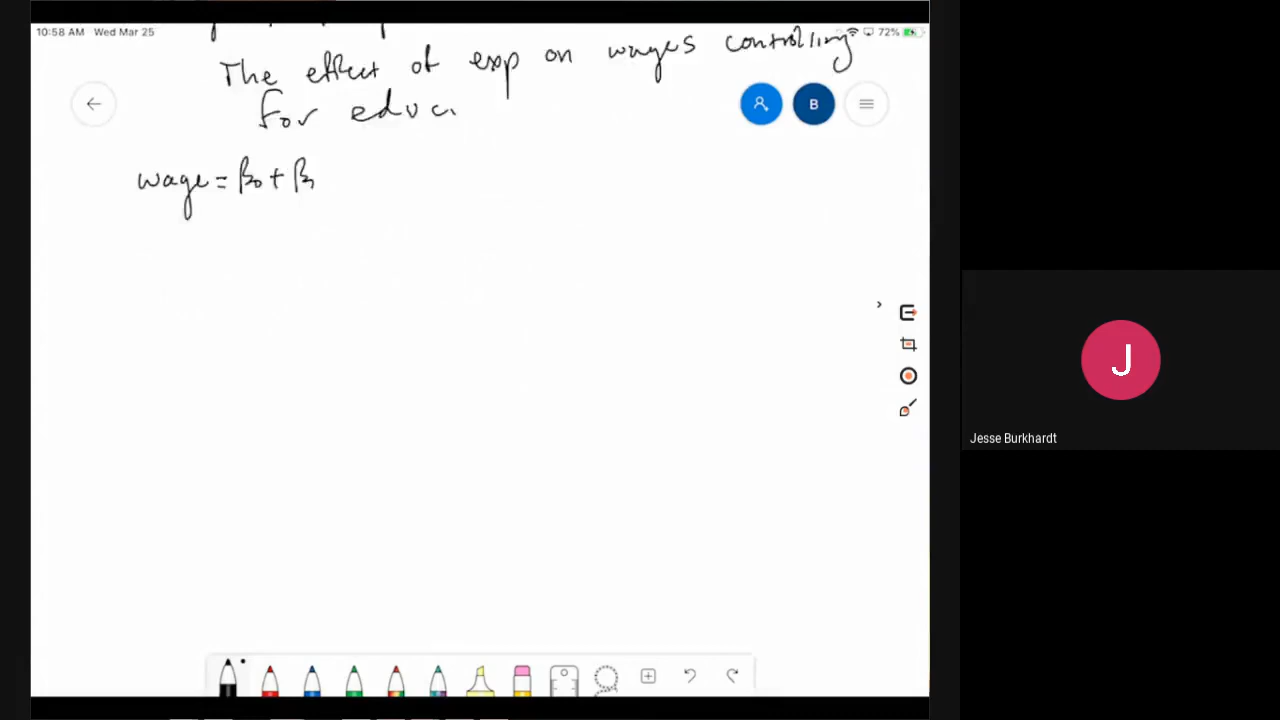 10:58 AM Wed Mar 25
72%
The effect of exp on wages controlling
for educ
B
wage = β0 + β1
J
Jesse Burkhardt